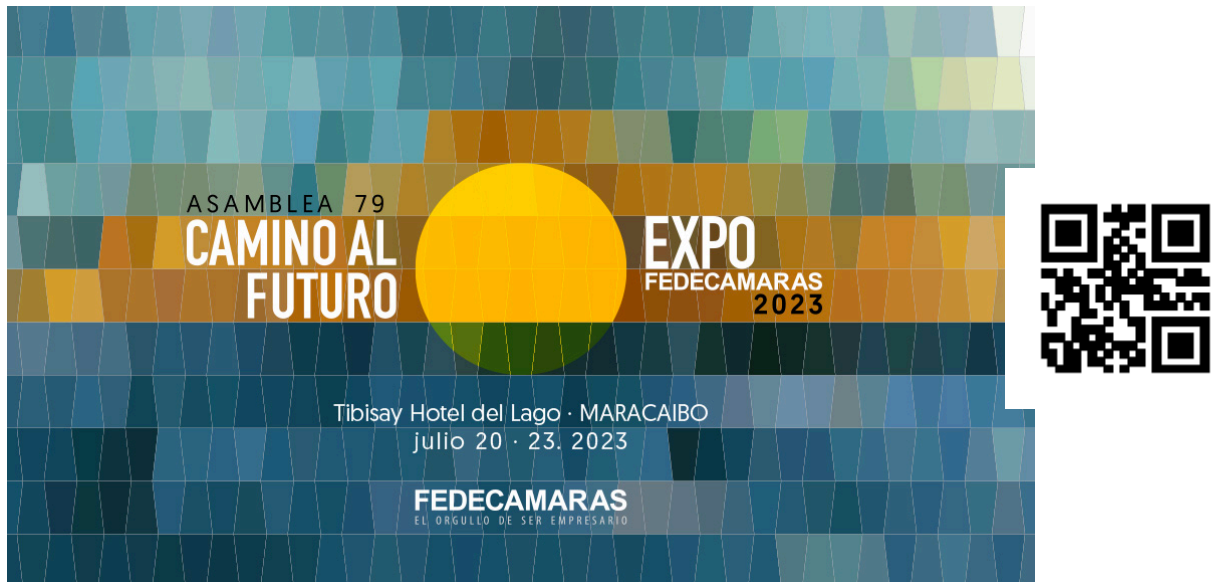 ASAMBLEA 79
CAMINO AL
FUTURO
EXPO
FEDECAMARAS
2023
Tibisay Hotel del Lago · MARACAIBO
julio 20 · 23. 2023
FEDECAMARAS
EL ORGULLO DE SER EMPRESARIO